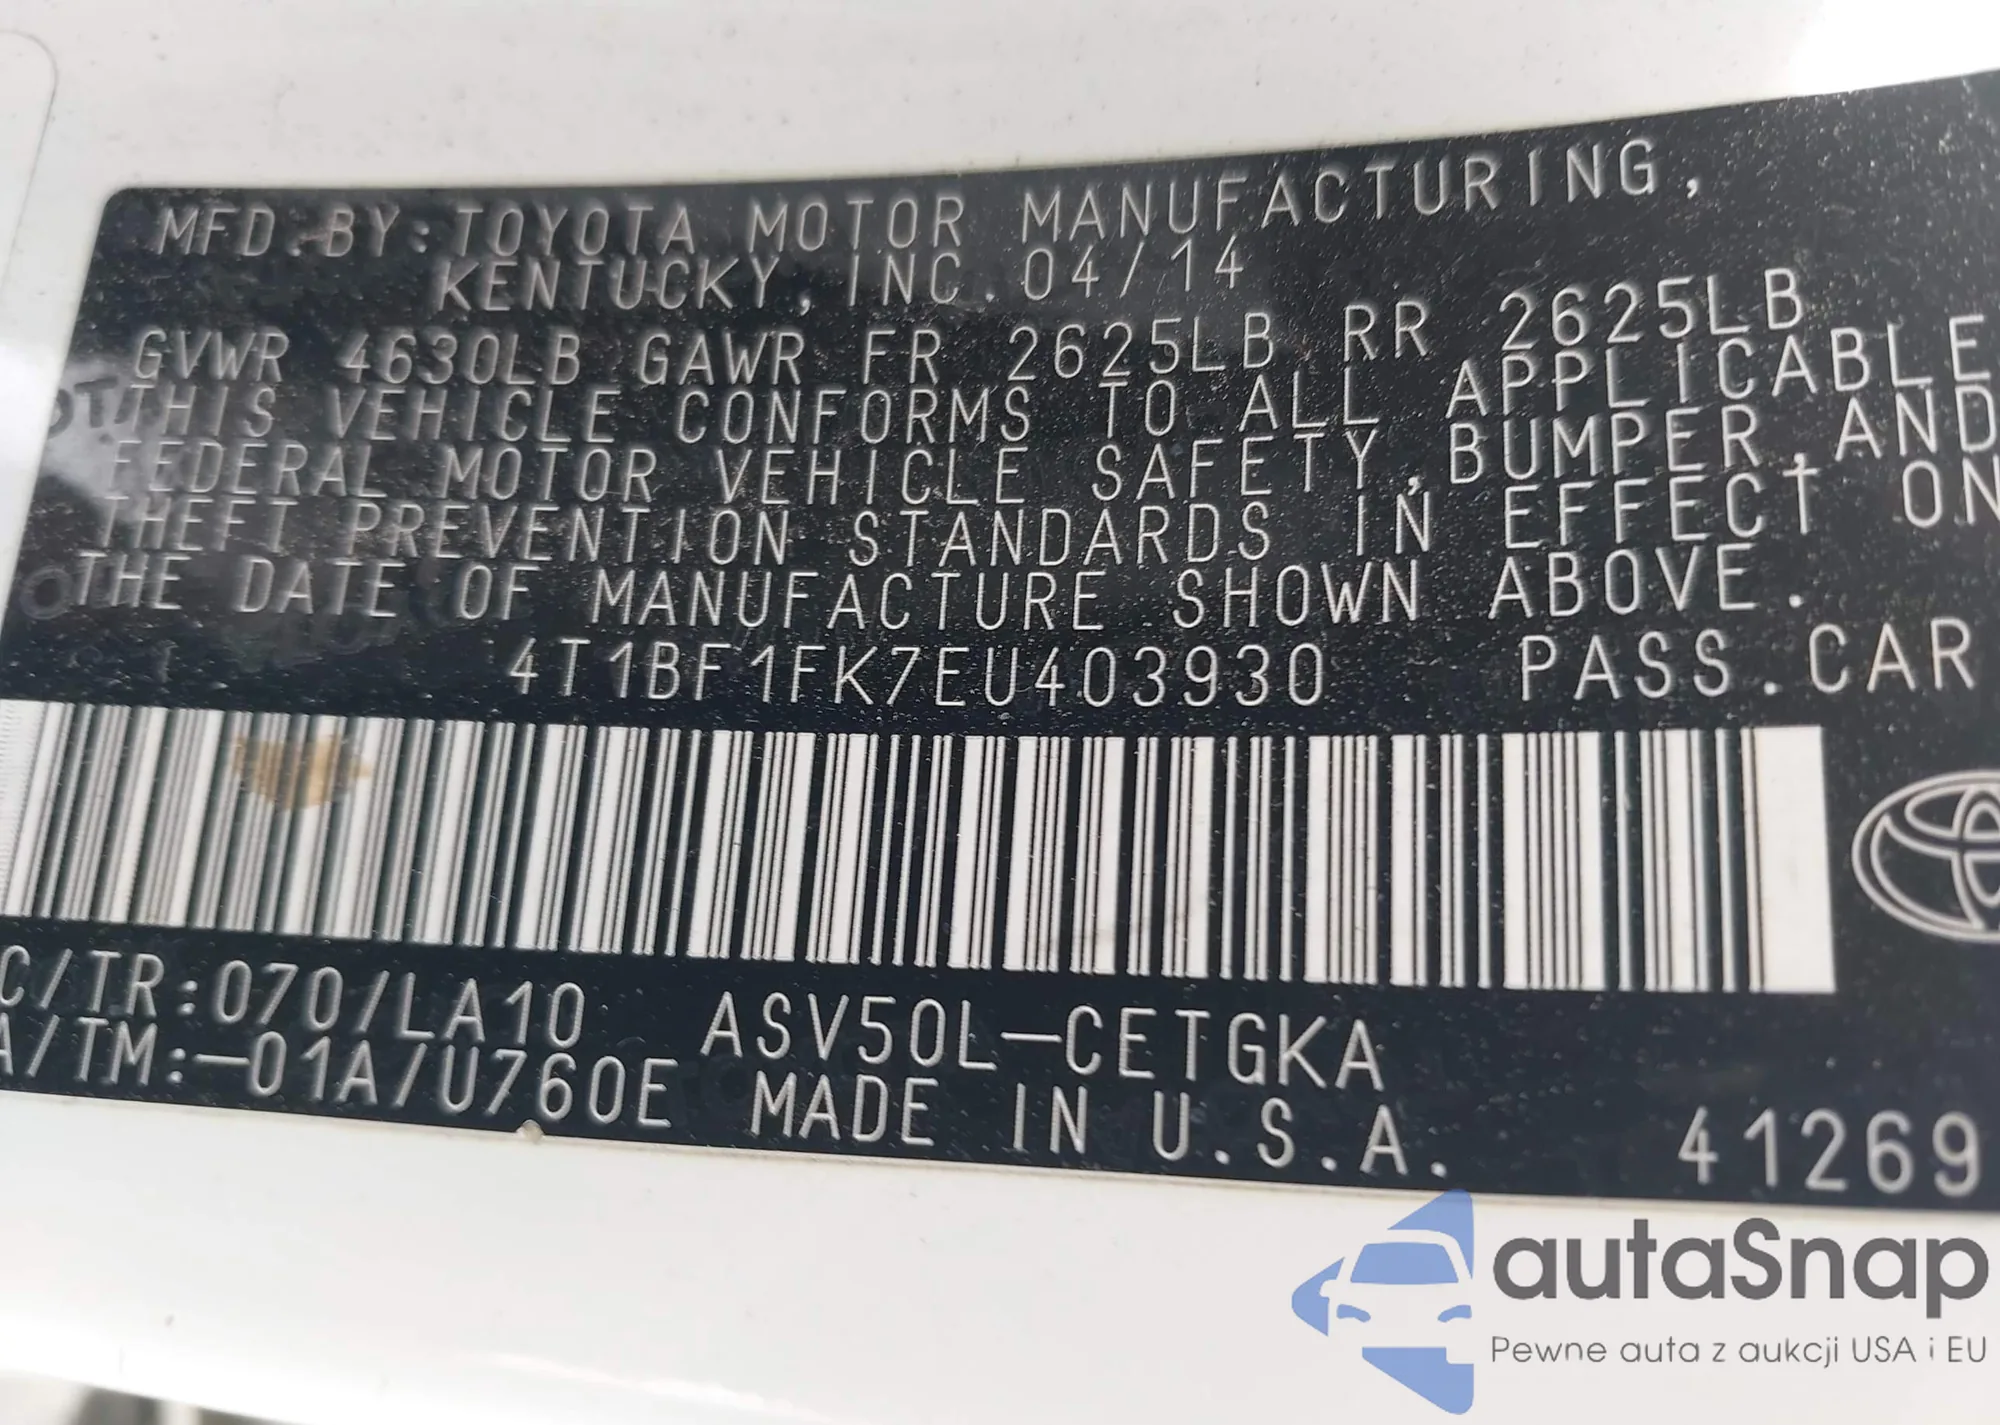 MFD. BY: TOYOTA MOTOR MANUFACTURING,
KENTUCKY, INC. 04/14
GVWR 4630LB GAWR FR 2625LB RR 2625LB
THIS VEHICLE CONFORMS TO ALL APPLICABLE
FEDERAL MOTOR VEHICLE SAFETY, BUMPER, AND
THEFT PREVENTION STANDARDS IN EFFECT ON
THE DATE OF MANUFACTURE SHOWN ABOVE.
4T1BF1FK7EU403930 PASS. CAR
C/TR:070/LA10 ASV50L-CETGKA
A/TM:-01A/U760E MADE IN U.S.A. 41269
autaSnap
Pewne auta z aukcji USA i EU